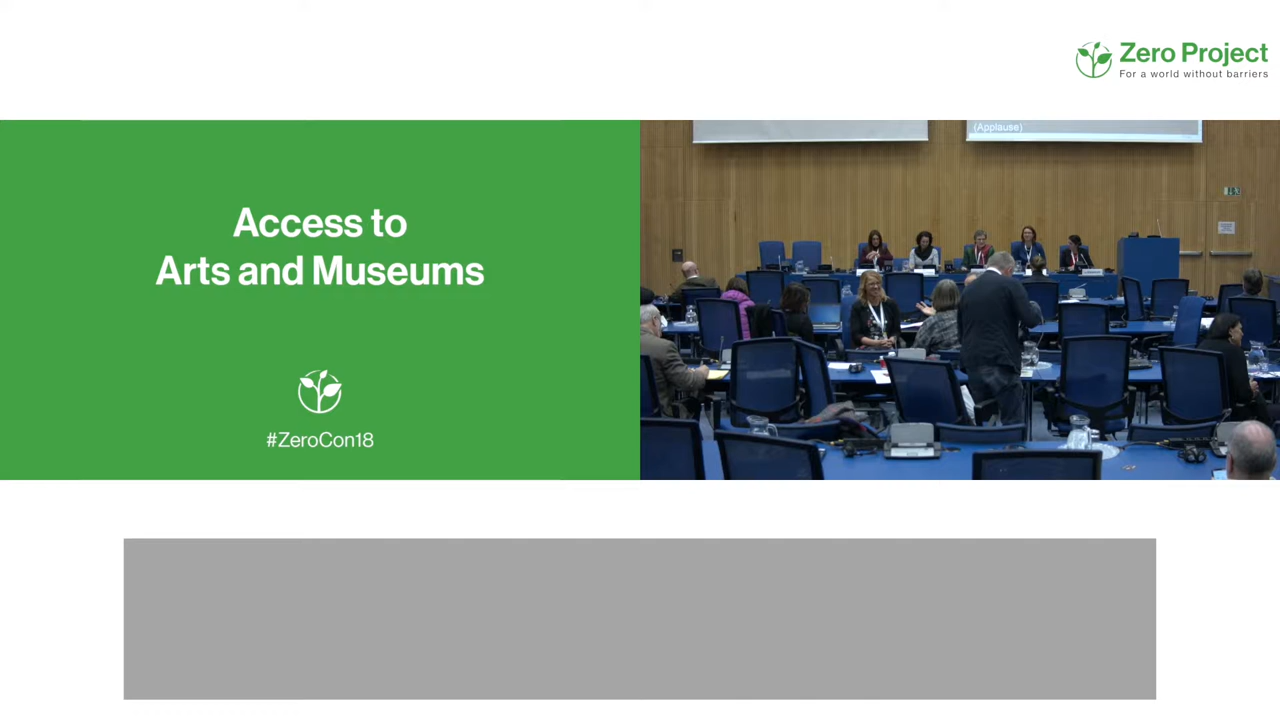 Zero Project
For a world without barriers
(Applause)
Access to
Arts and Museums
#ZeroCon18